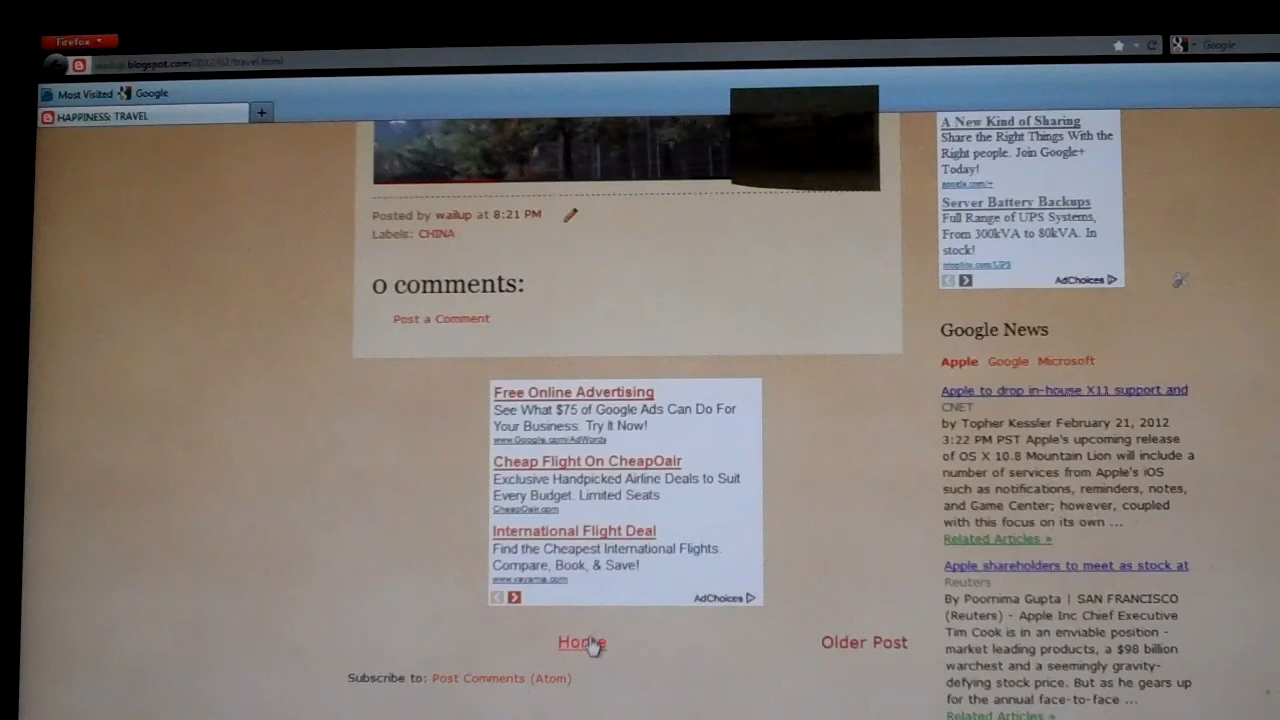 Firefox
wailup.blogspot.com/2012/02/travel.html
Google
Most Visited Google
HAPPINESS: TRAVEL
+
Posted by wailup at 8:21 PM
Labels: CHINA
0 comments:
Post a Comment
Free Online Advertising
See What $75 of Google Ads Can Do For
Your Business. Try It Now!
www.Google.com/AdWords
Cheap Flight On CheapOair
Exclusive Handpicked Airline Deals to Suit
Every Budget. Limited Seats
CheapOair.com
International Flight Deal
Find the Cheapest International Flights.
Compare, Book, & Save!
www.vayama.com
AdChoices
Home
Older Post
Subscribe to: Post Comments (Atom)
A New Kind of Sharing
Share the Right Things With the
Right people. Join Google+
Today!
google.com/+
Server Battery Backups
Full Range of UPS Systems,
From 300kVA to 80kVA. In
stock!
AdChoices
Google News
Apple Google Microsoft
Apple to drop in-house X11 support and
CNET
by Topher Kessler February 21, 2012
3:22 PM PST Apple's upcoming release
of OS X 10.8 Mountain Lion will include a
number of services from Apple's iOS
such as notifications, reminders, notes,
and Game Center; however, coupled
with this focus on its own ...
Related Articles »
Apple shareholders to meet as stock at
Reuters
By Poornima Gupta | SAN FRANCISCO
(Reuters) - Apple Inc Chief Executive
Tim Cook is in an enviable position -
market leading products, a $98 billion
warchest and a seemingly gravity-
defying stock price. But as he gears up
for the annual face-to-face ...
Related Articles »